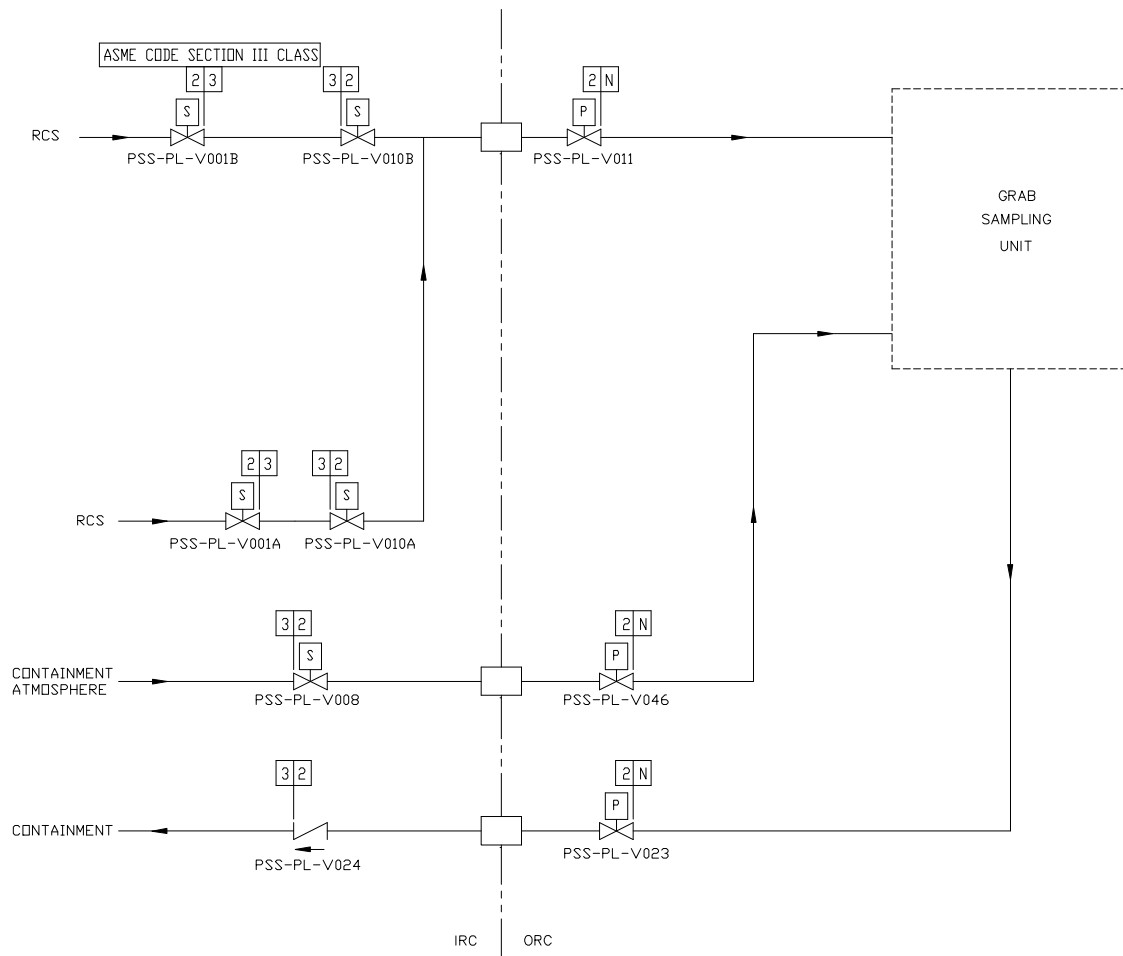 ASME CODE SECTION III CLASS
2 3
3 2
2 N
S
S
P
RCS
PSS-PL-V001B
PSS-PL-V010B
PSS-PL-V011
GRAB
SAMPLING
UNIT
2 3
3 2
S
S
RCS
PSS-PL-V001A
PSS-PL-V010A
3 2
2 N
S
P
CONTAINMENT
ATMOSPHERE
PSS-PL-V008
PSS-PL-V046
3 2
2 N
P
CONTAINMENT
PSS-PL-V024
PSS-PL-V023
IRC
ORC